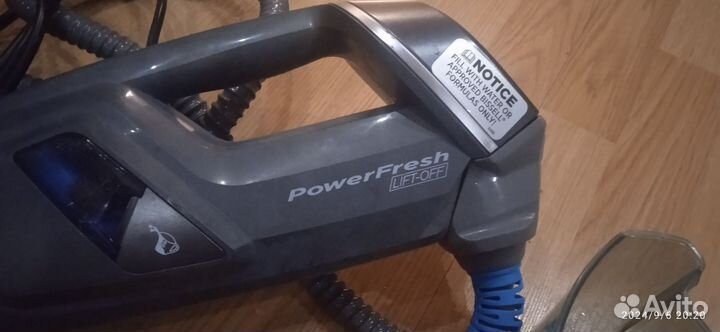 NOTICE
FILL WITH WATER OR
APPROVED BISSELL®
FORMULAS ONLY!
PowerFresh
LIFT-OFF
Avito
2024/9/6 20:20